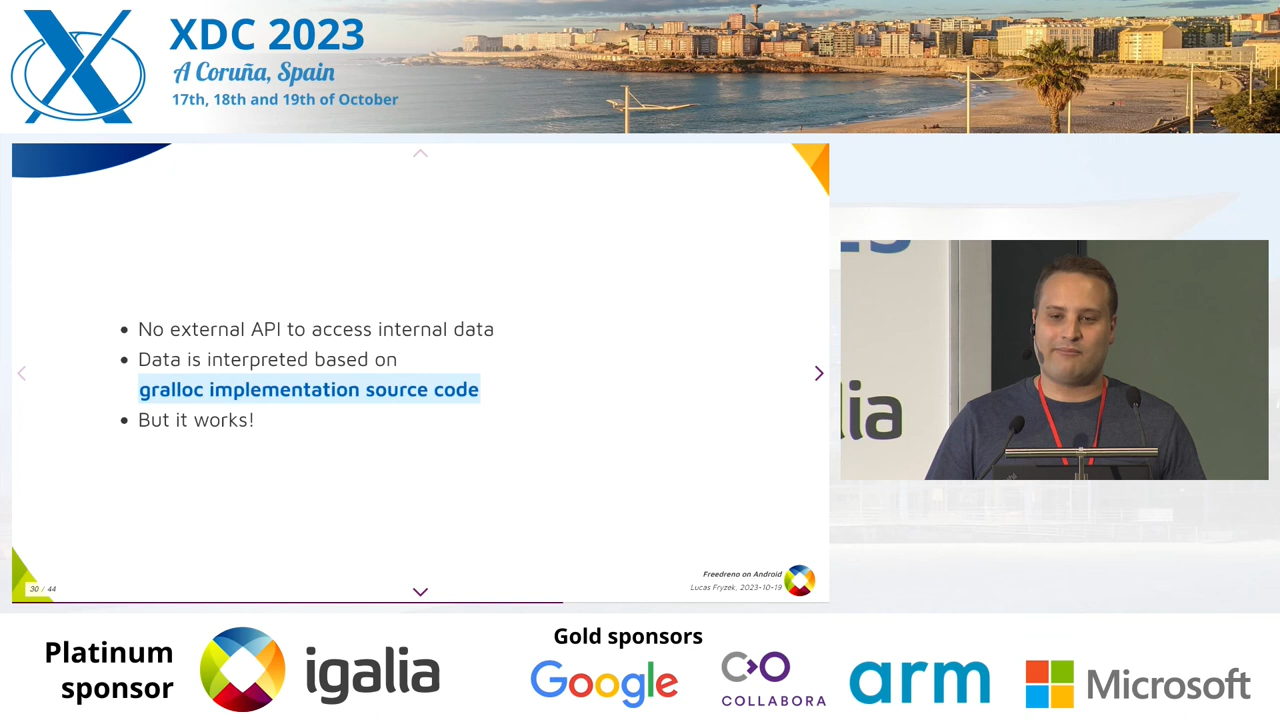 XDC 2023
A Coruña, Spain
17th, 18th and 19th of October
No external API to access internal data
Data is interpreted based on
gralloc implementation source code
But it works!
30 / 44
Freedreno on Android
Lucas Fryzek, 2023-10-19
lia
Platinum
sponsor
igalia
Gold sponsors
Google
COLLABORA
arm
Microsoft